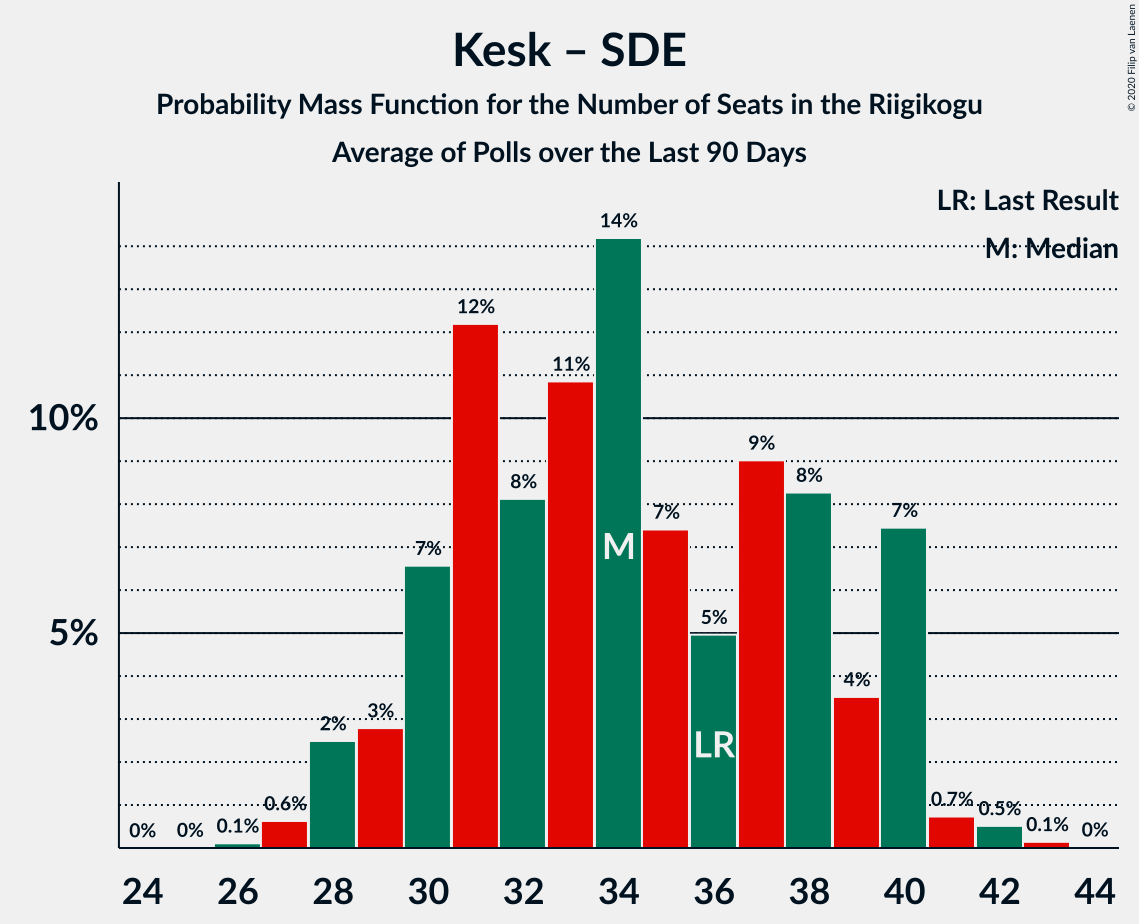 Kesk – SDE
Probability Mass Function for the Number of Seats in the Riigikogu
Average of Polls over the Last 90 Days
© 2020 Filip van Laenen
LR: Last Result
M: Median
10%
5%
0%
0%
0.1%
0.6%
2%
3%
7%
12%
8%
11%
14%
7%
5%
9%
8%
4%
7%
0.7%
0.5%
0.1%
0%
M
LR
24 26 28 30 32 34 36 38 40 42 44